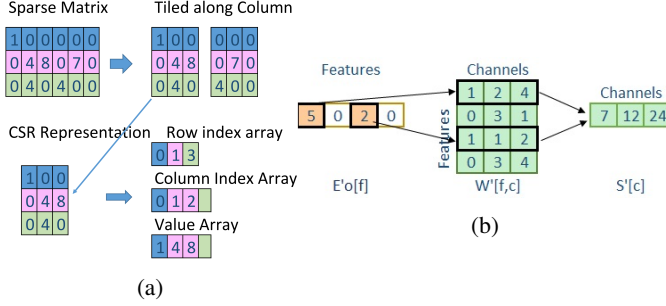 Sparse Matrix
1 0 0 0 0 0
0 4 8 0 7 0
0 4 0 4 0 0
Tiled along Column
1 0 0 0 0 0
0 4 8 0 7 0
0 4 0 4 0 0
CSR Representation
1 0 0
0 4 8
0 4 0
Row index array
0 1 3
Column Index Array
0 1 2
Value Array
1 4 8
(a)
Features
5 0 2 0
E'o[f]
Channels
Features
1 2 4
0 3 1
1 1 2
0 3 4
W'[f,c]
Channels
7 12 24
S'[c]
(b)